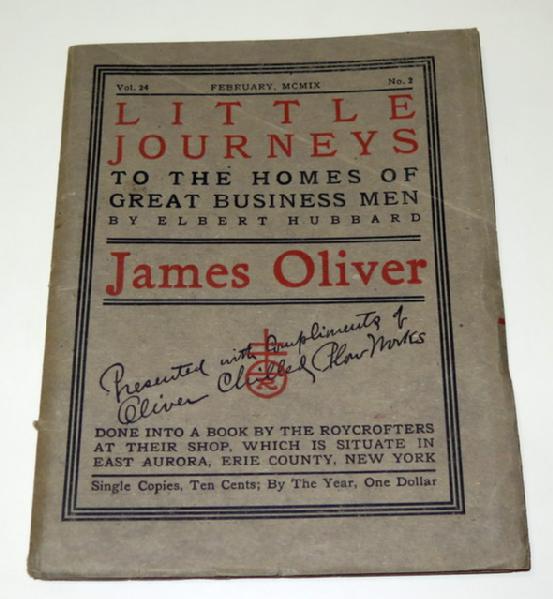 Vol. 24 FEBRUARY, MCMIX No. 2
LITTLE
JOURNEYS
TO THE HOMES OF
GREAT BUSINESS MEN
BY ELBERT HUBBARD
James Oliver
Presented with Compliments of
Oliver Chilled Plow Works
R
DONE INTO A BOOK BY THE ROYCROFTERS
AT THEIR SHOP, WHICH IS SITUATE IN
EAST AURORA, ERIE COUNTY, NEW YORK
Single Copies, Ten Cents; By The Year, One Dollar